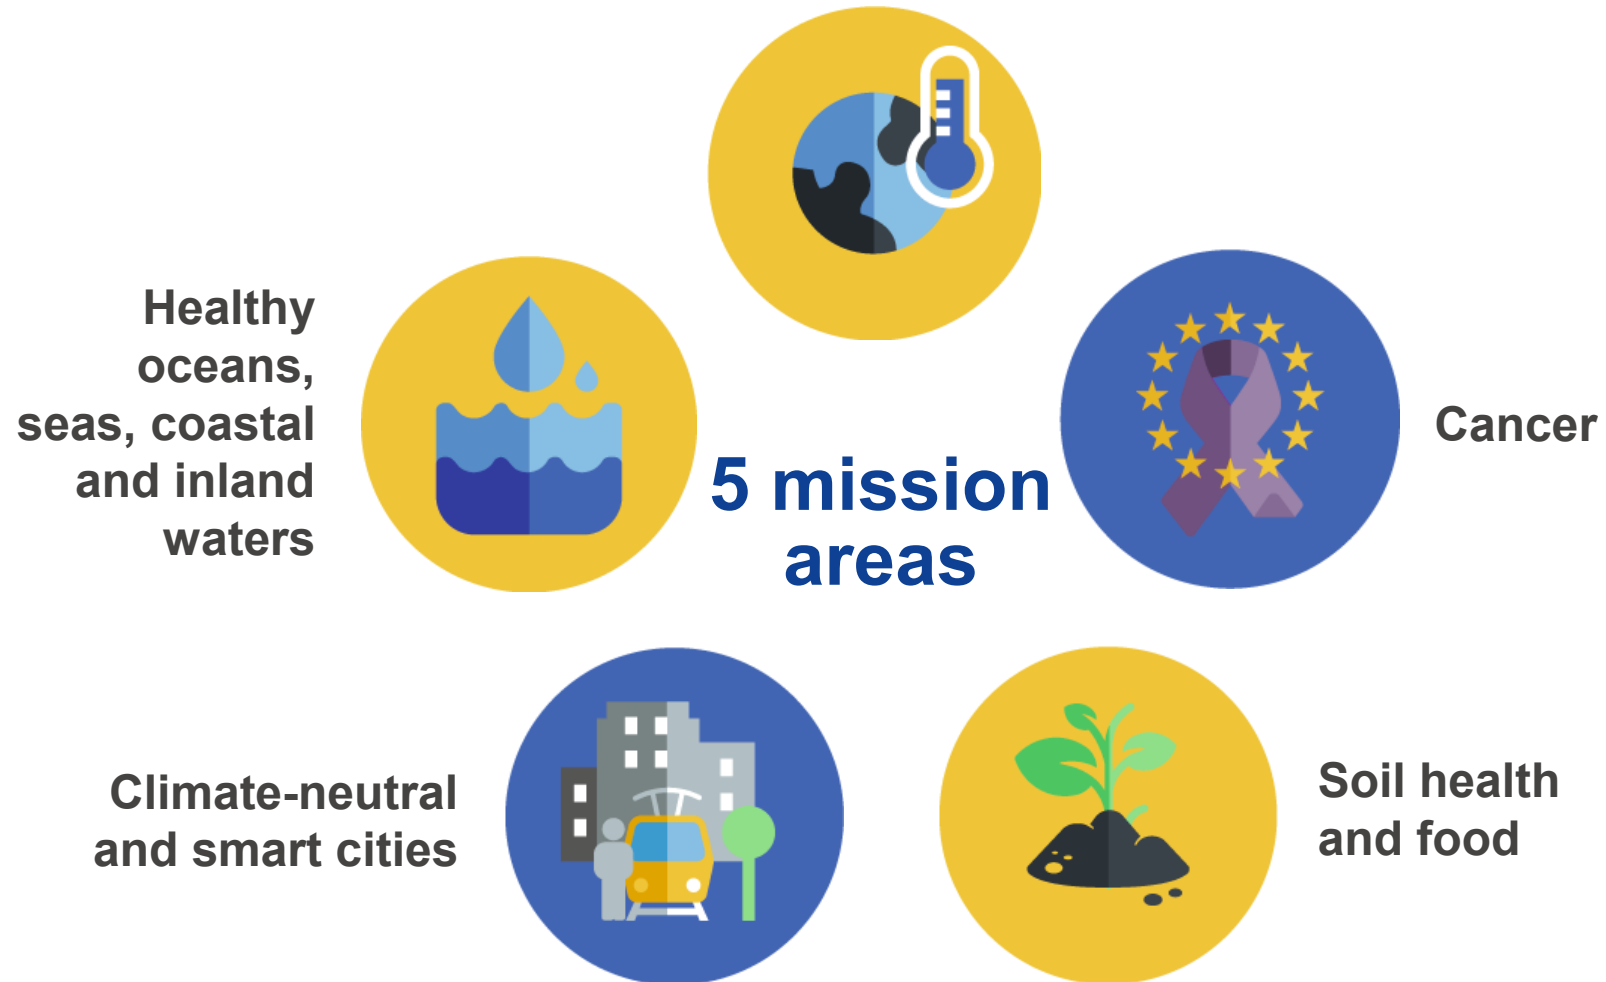 Healthy
oceans,
seas, coastal
and inland
waters
5 mission
areas
Cancer
Climate-neutral
and smart cities
Soil health
and food